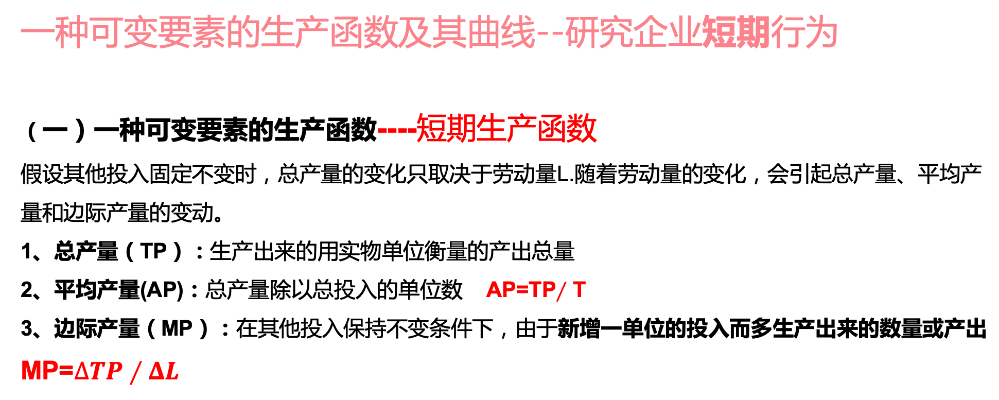 一种可变要素的生产函数及其曲线--研究企业短期行为
（一）一种可变要素的生产函数----短期生产函数
假设其他投入固定不变时，总产量的变化只取决于劳动量L.随着劳动量的变化，会引起总产量、平均产
量和边际产量的变动。
1、总产量（TP）：生产出来的用实物单位衡量的产出总量
2、平均产量(AP)：总产量除以总投入的单位数 AP=TP/ T
3、边际产量（MP）：在其他投入保持不变条件下，由于新增一单位的投入而多生产出来的数量或产出
MP=ΔTP / ΔL